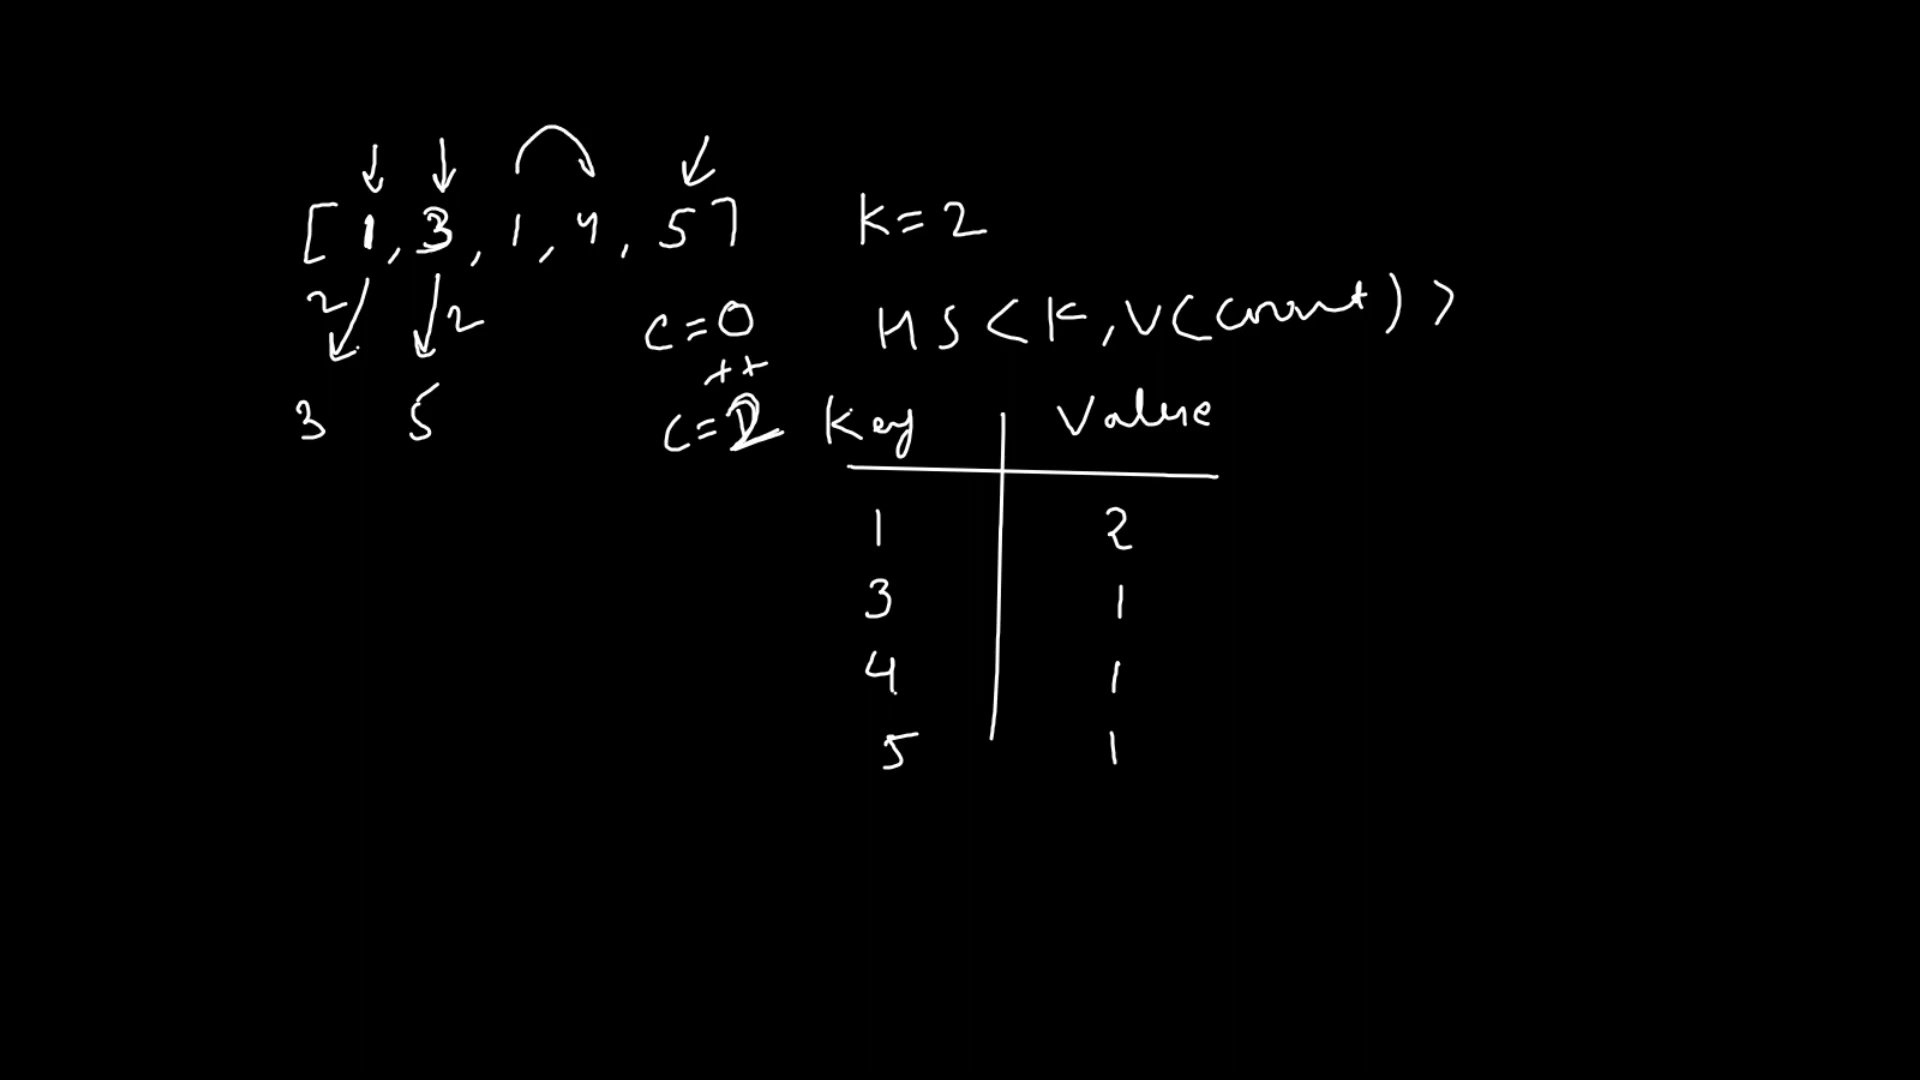 [1, 3, 1, 4, 5] K=2
2 2 C=0 HS<K, V(Count)>
++
3 5 C=2 Key Value
1 2
3 1
4 1
5 1